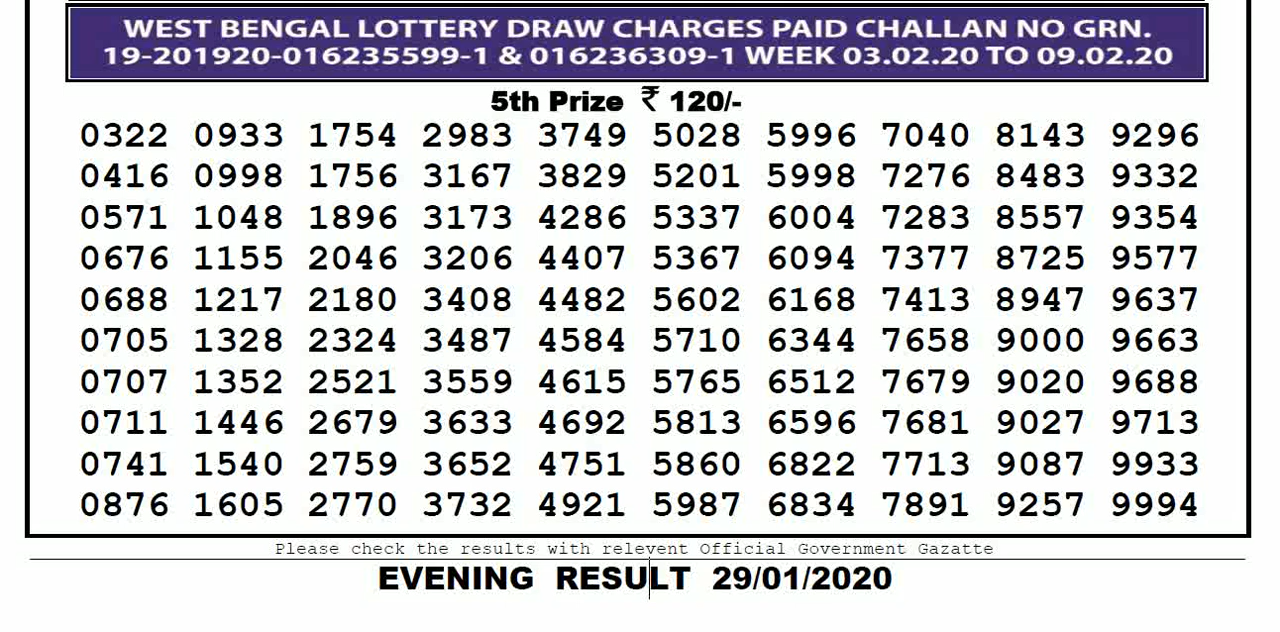 WEST BENGAL LOTTERY DRAW CHARGES PAID CHALLAN NO GRN.
19-201920-016235599-1 & 016236309-1 WEEK 03.02.20 TO 09.02.20
5th Prize ₹ 120/-
0322 0933 1754 2983 3749 5028 5996 7040 8143 9296
0416 0998 1756 3167 3829 5201 5998 7276 8483 9332
0571 1048 1896 3173 4286 5337 6004 7283 8557 9354
0676 1155 2046 3206 4407 5367 6094 7377 8725 9577
0688 1217 2180 3408 4482 5602 6168 7413 8947 9637
0705 1328 2324 3487 4584 5710 6344 7658 9000 9663
0707 1352 2521 3559 4615 5765 6512 7679 9020 9688
0711 1446 2679 3633 4692 5813 6596 7681 9027 9713
0741 1540 2759 3652 4751 5860 6822 7713 9087 9933
0876 1605 2770 3732 4921 5987 6834 7891 9257 9994
Please check the results with relevent Official Government Gazatte
EVENING RESULT 29/01/2020